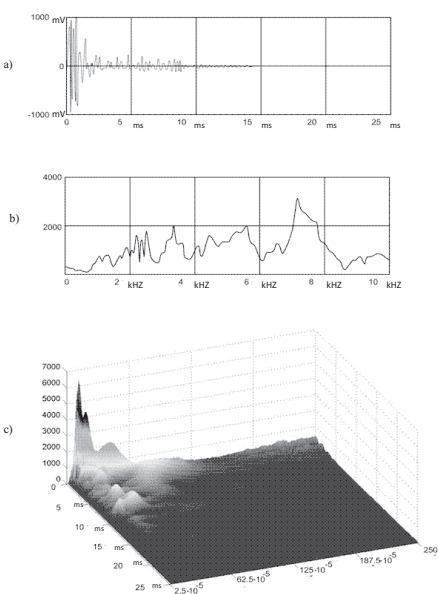 1000 mV
a)
0
-1000 mV
0 5 ms 10 ms 15 ms 20 ms 25 ms
4000
b)
2000
2 kHZ 4 kHZ 6 kHZ 8 kHZ 10 kHZ
7000
6000
5000
c)
4000
3000
2000
1000
0
0
5
ms
10 ms
15 ms
20 ms
25 ms
2.5·10-5
62.5·10-5
125·10-5
187.5·10-5
250